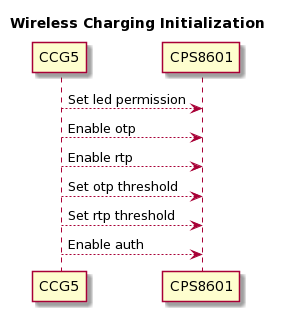 Wireless Charging Initialization
CCG5 CPS8601
Set led permission
Enable otp
Enable rtp
Set otp threshold
Set rtp threshold
Enable auth
CCG5 CPS8601